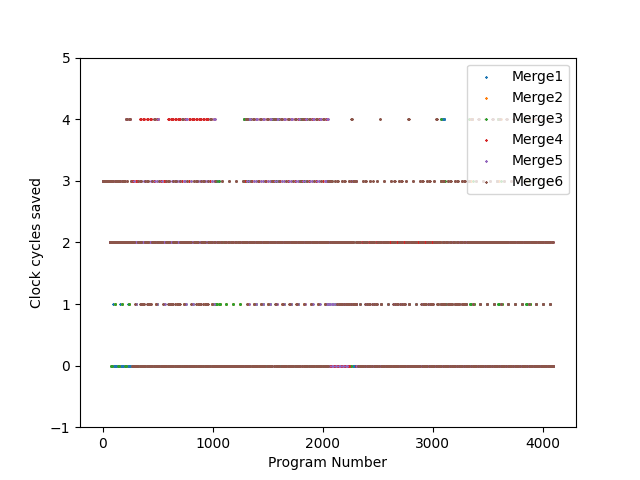 5
4
3
2
1
0
−1
0
1000
2000
3000
4000
Clock cycles saved
Program Number
Merge1
Merge2
Merge3
Merge4
Merge5
Merge6